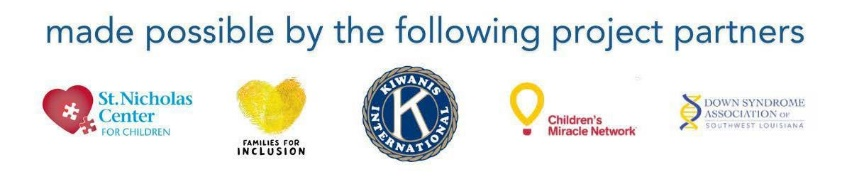 made possible by the following project partners
St. Nicholas
Center
FOR CHILDREN
FAMILIES FOR
INCLUSION
KIWANIS
K
INTERNATIONAL
Children's
Miracle Network
DOWN SYNDROME
ASSOCIATION OF
SOUTHWEST LOUISIANA